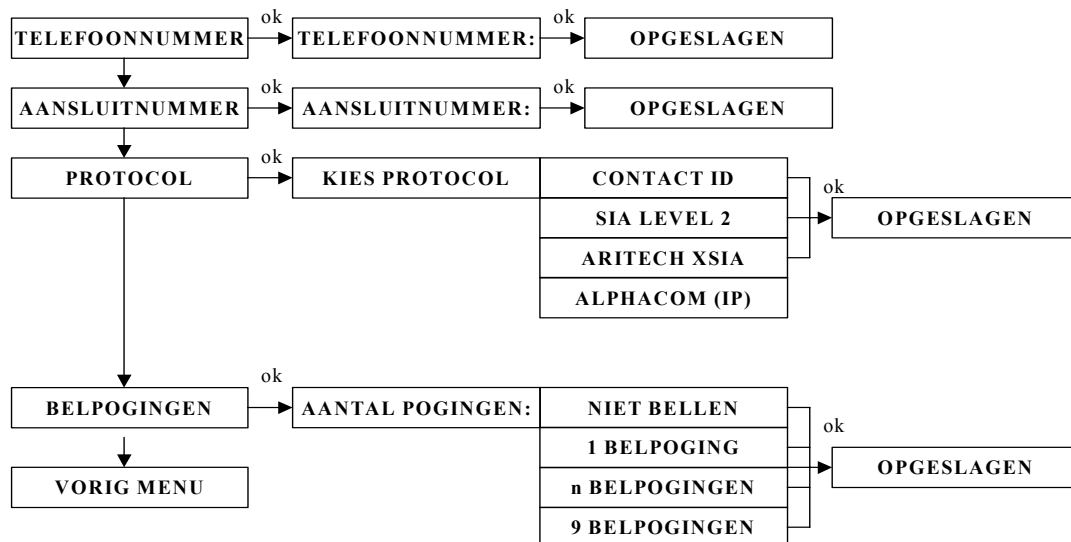 ok
ok
TELEFOONNUMMER
TELEFOONNUMMER:
OPGESLAGEN
ok
ok
AANSLUITNUMMER
AANSLUITNUMMER:
OPGESLAGEN
ok
PROTOCOL
KIES PROTOCOL
CONTACT ID
ok
SIA LEVEL 2
OPGESLAGEN
ARITECH XSIA
ALPHACOM (IP)
ok
BELPOGINGEN
AANTAL POGINGEN:
NIET BELLEN
ok
1 BELPOGING
OPGESLAGEN
VORIG MENU
n BELPOGINGEN
9 BELPOGINGEN